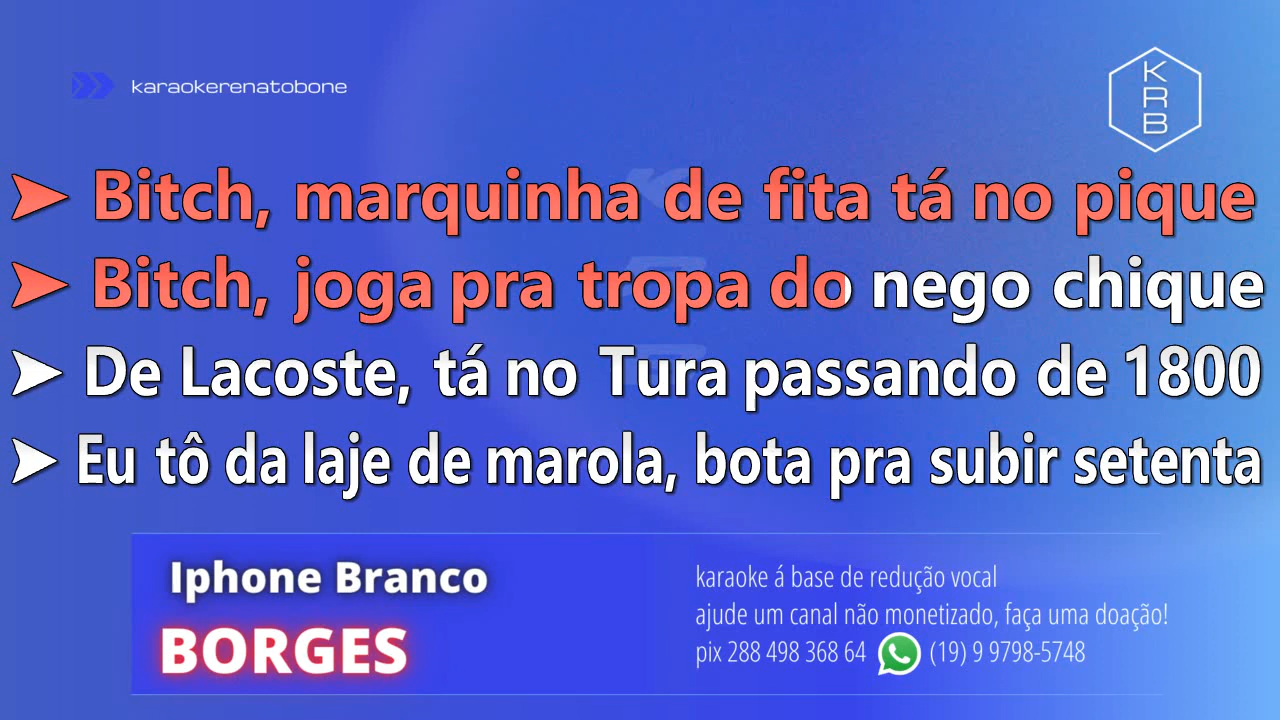 karaokerenatobone
K
R
B
➤ Bitch, marquinha de fita tá no pique
➤ Bitch, joga pra tropa do nego chique
➤ De Lacoste, tá no Tura passando de 1800
➤ Eu tô da laje de marola, bota pra subir setenta
Iphone Branco
BORGES
karaoke á base de redução vocal
ajude um canal não monetizado, faça uma doação!
pix 288 498 368 64 (19) 9 9798-5748